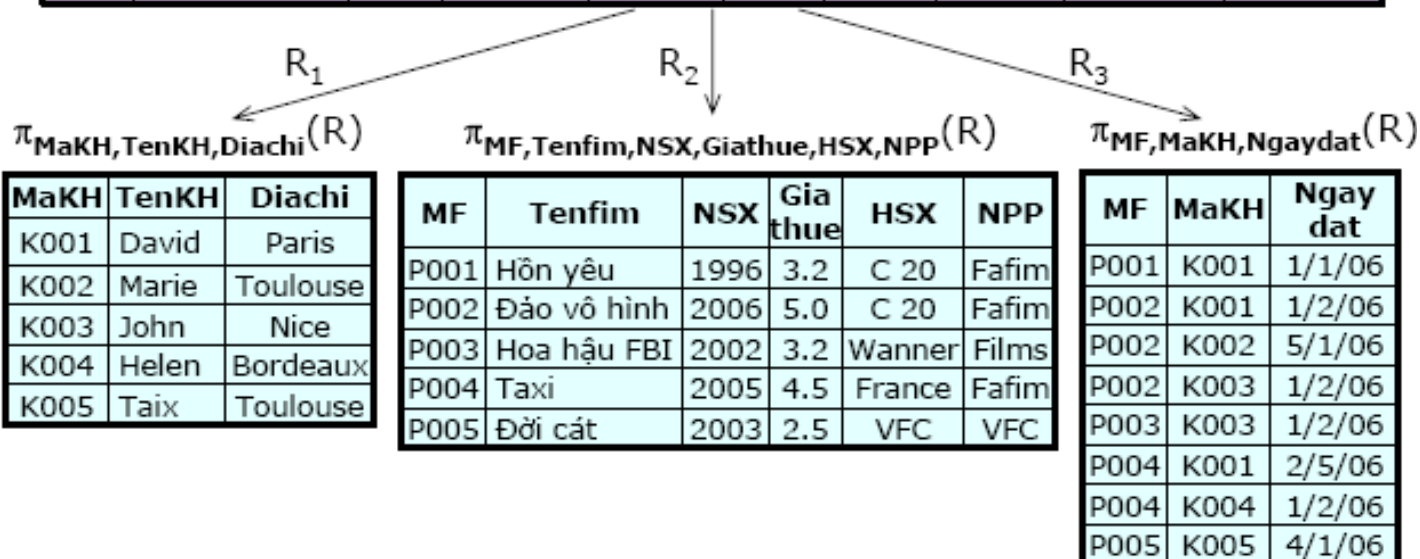 R1 R2 R3
πMaKH,TenKH,Diachi(R) πMF,Tenfim,NSX,Giathue,HSX,NPP(R) πMF,MaKH,Ngaydat(R)
MaKH TenKH Diachi
K001 David Paris
K002 Marie Toulouse
K003 John Nice
K004 Helen Bordeaux
K005 Taix Toulouse
MF Tenfim NSX Gia thue HSX NPP
P001 Hồn yêu 1996 3.2 C 20 Fafim
P002 Đảo vô hình 2006 5.0 C 20 Fafim
P003 Hoa hậu FBI 2002 3.2 Wanner Films
P004 Taxi 2005 4.5 France Fafim
P005 Đời cát 2003 2.5 VFC VFC
MF MaKH Ngay dat
P001 K001 1/1/06
P002 K001 1/2/06
P002 K002 5/1/06
P002 K003 1/2/06
P003 K003 1/2/06
P004 K001 2/5/06
P004 K004 1/2/06
P005 K005 4/1/06